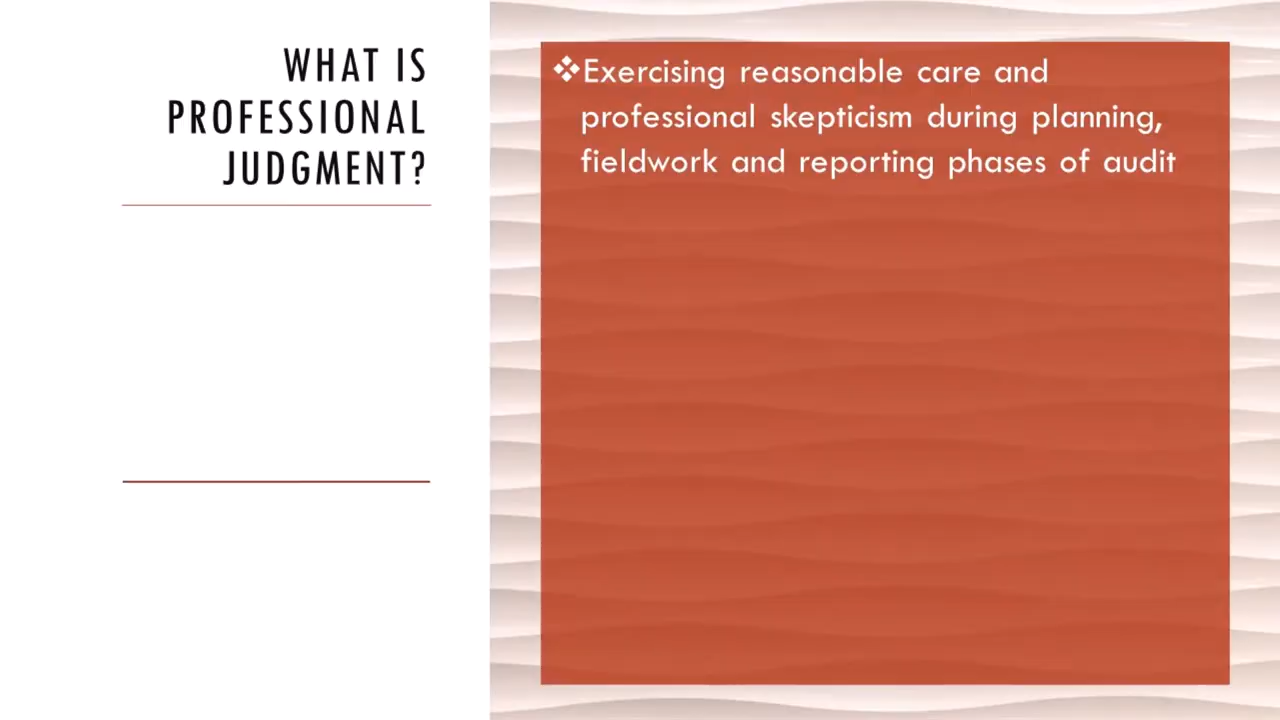 WHAT IS
PROFESSIONAL
JUDGMENT?
❖Exercising reasonable care and
professional skepticism during planning,
fieldwork and reporting phases of audit